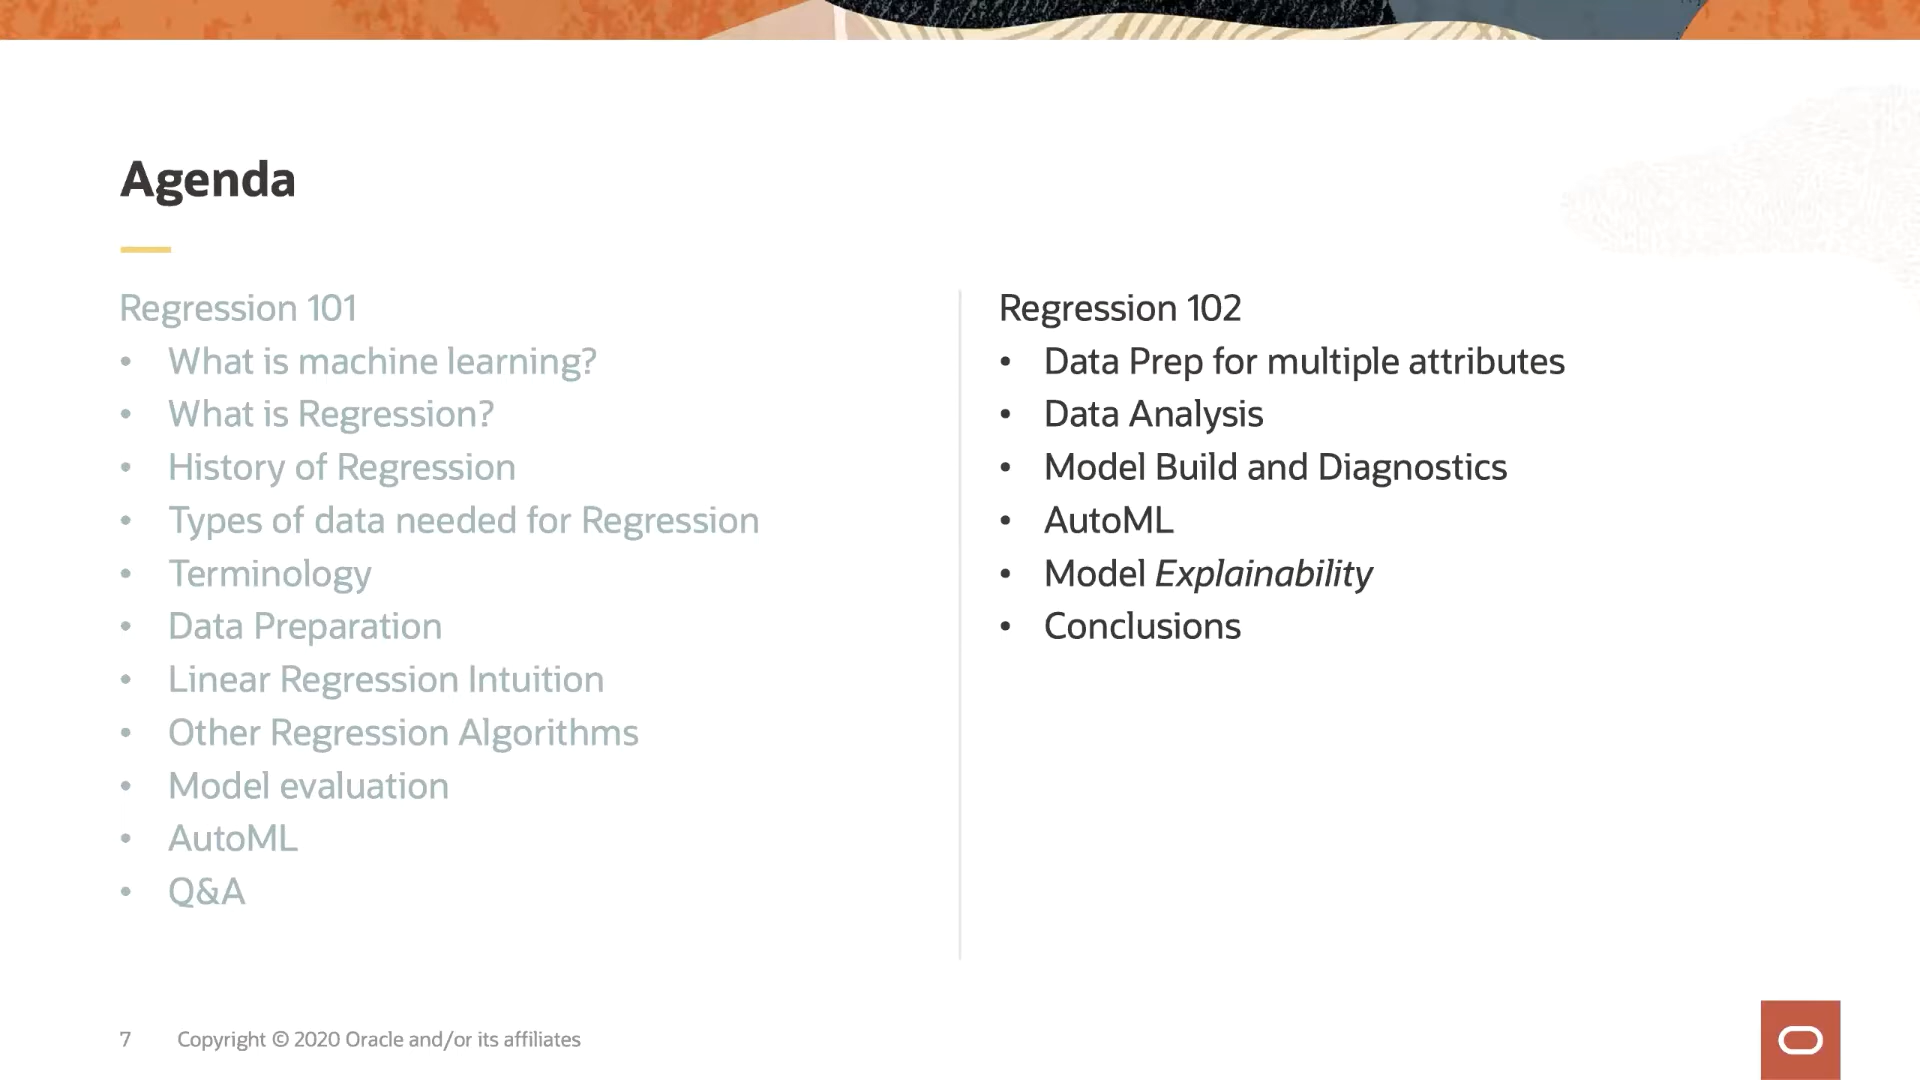 Agenda
Regression 101
• What is machine learning?
• What is Regression?
• History of Regression
• Types of data needed for Regression
• Terminology
• Data Preparation
• Linear Regression Intuition
• Other Regression Algorithms
• Model evaluation
• AutoML
• Q&A
Regression 102
• Data Prep for multiple attributes
• Data Analysis
• Model Build and Diagnostics
• AutoML
• Model Explainability
• Conclusions
7 Copyright © 2020 Oracle and/or its affiliates